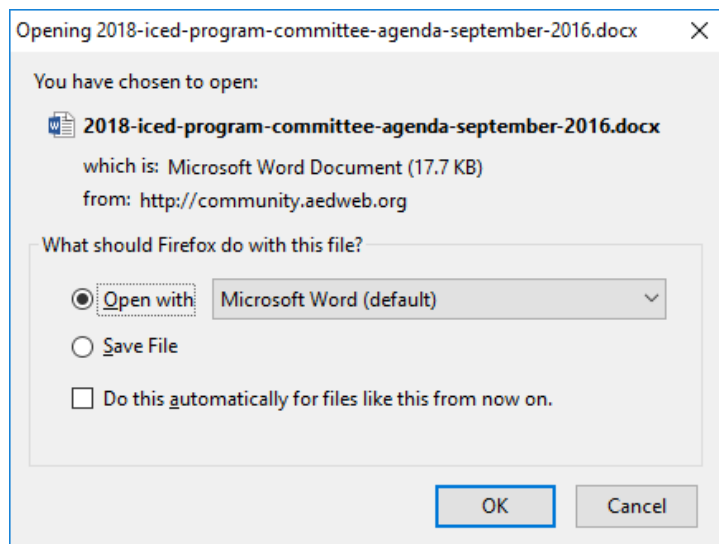 Opening 2018-iced-program-committee-agenda-september-2016.docx
You have chosen to open:
2018-iced-program-committee-agenda-september-2016.docx
which is: Microsoft Word Document (17.7 KB)
from: http://community.aedweb.org
What should Firefox do with this file?
Open with Microsoft Word (default)
Save File
Do this automatically for files like this from now on.
OK Cancel